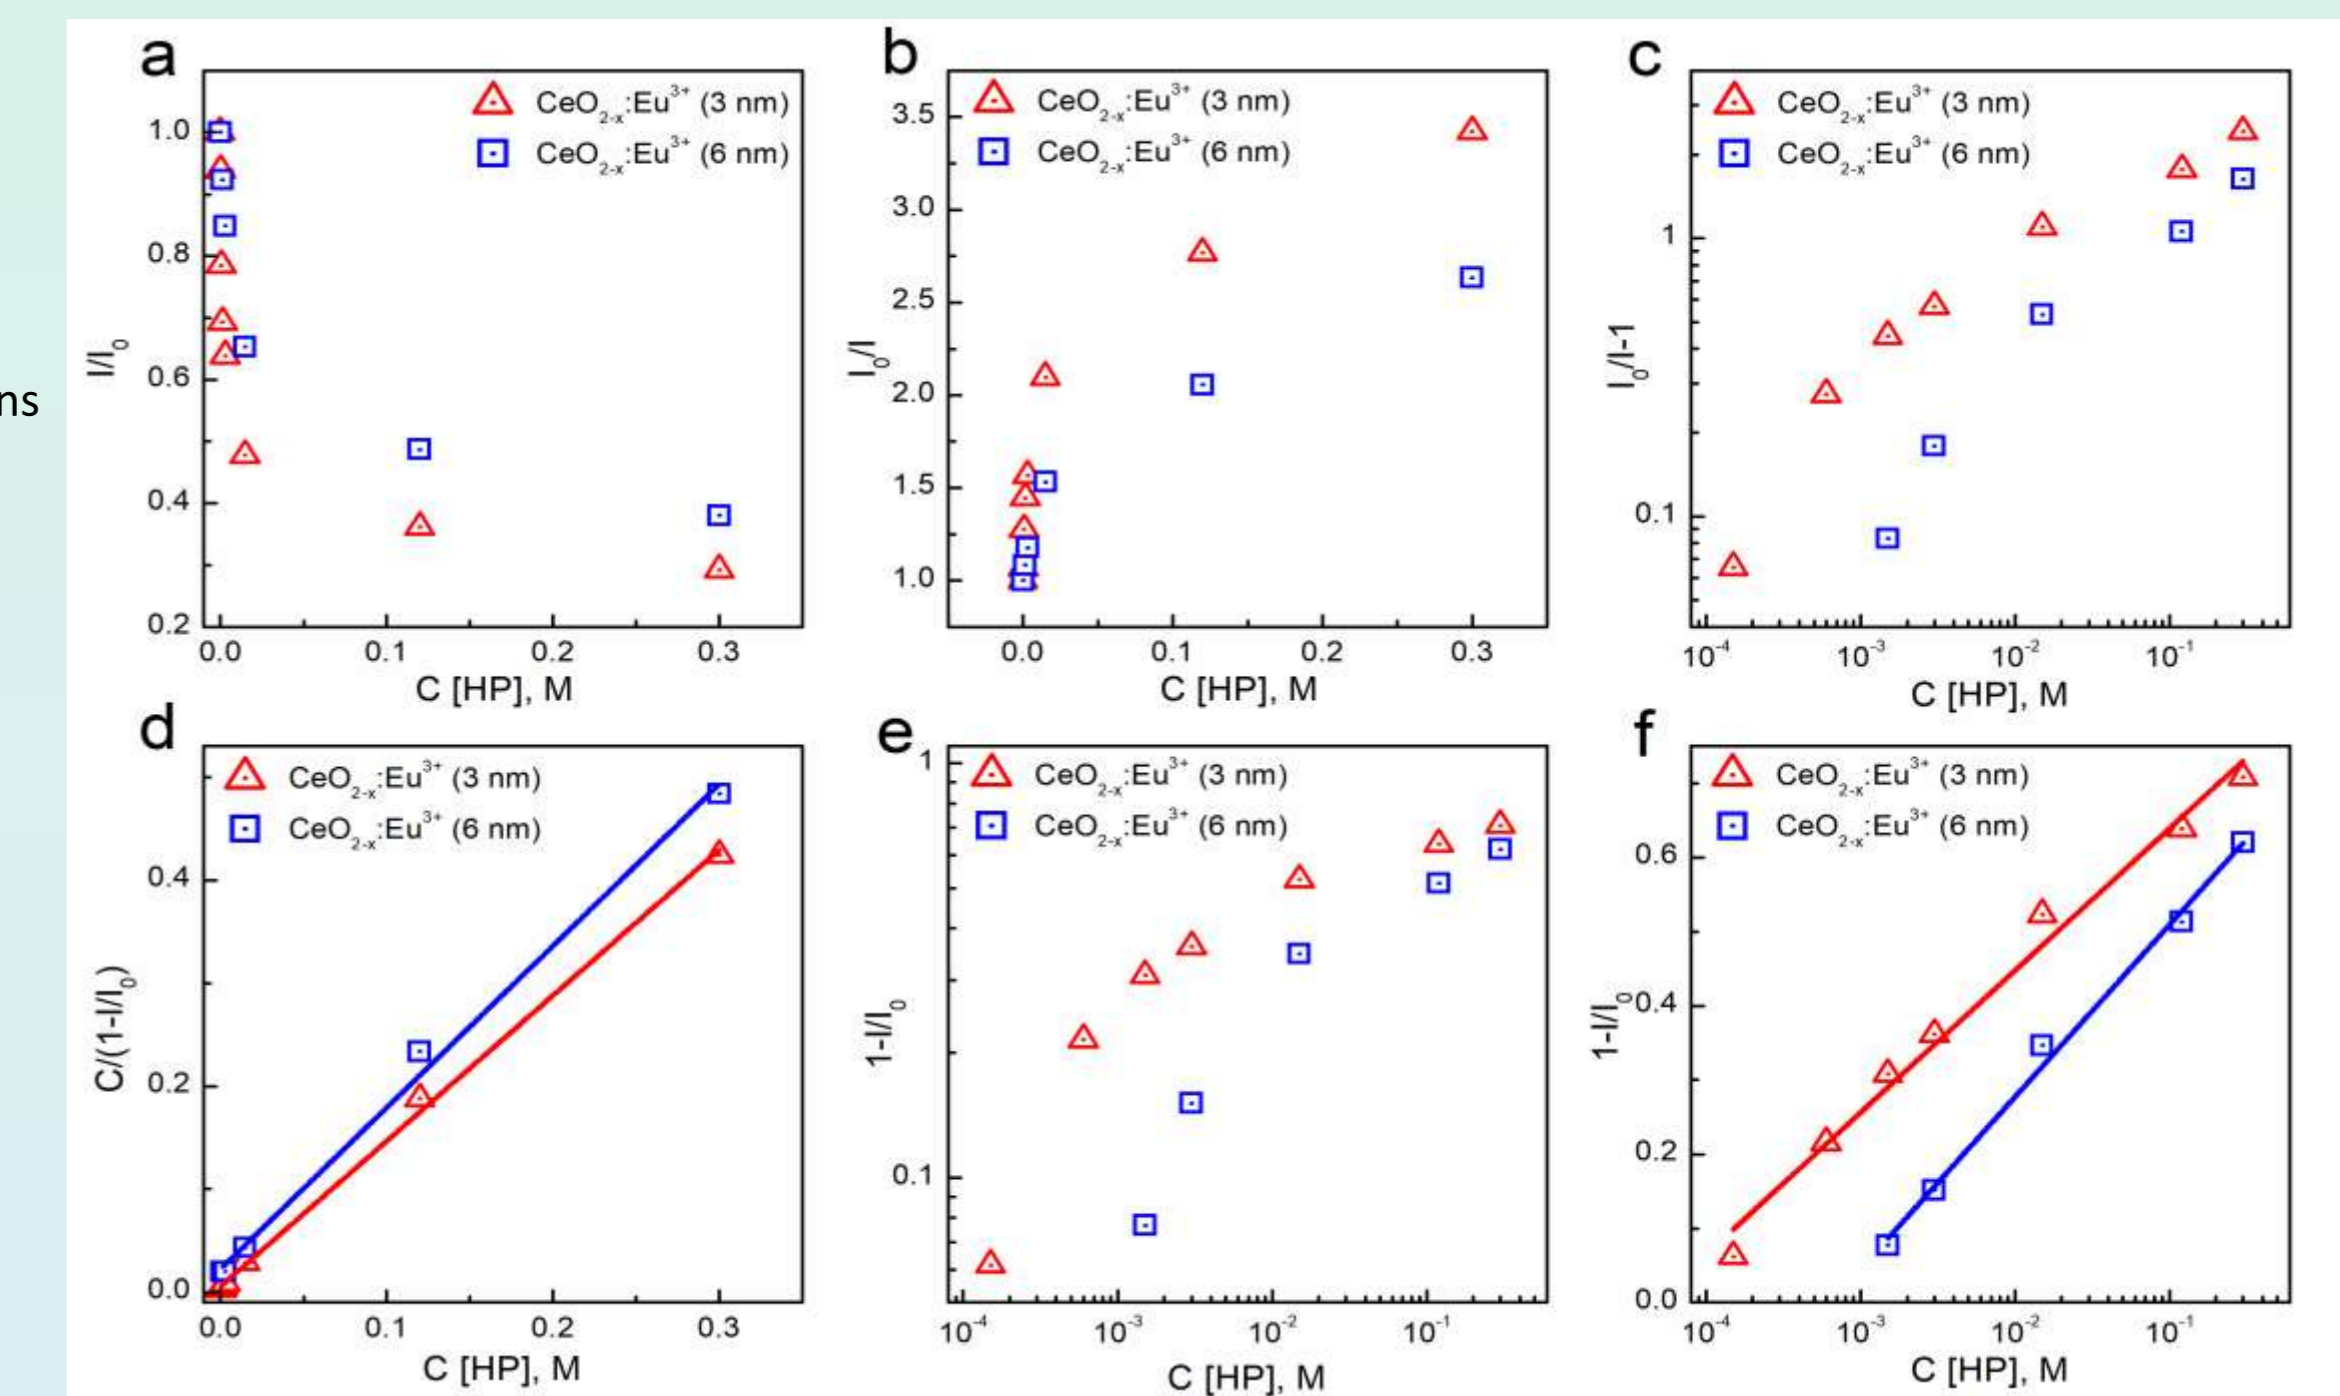 ns
a
CeO2-x:Eu3+ (3 nm)
CeO2-x:Eu3+ (6 nm)
1.0
0.8
0.6
0.4
0.2
I/I0
0.0 0.1 0.2 0.3
C [HP], M
b
CeO2-x:Eu3+ (3 nm)
CeO2-x:Eu3+ (6 nm)
3.5
3.0
2.5
2.0
1.5
1.0
I0/I
0.0 0.1 0.2 0.3
C [HP], M
c
CeO2-x:Eu3+ (3 nm)
CeO2-x:Eu3+ (6 nm)
1
0.1
I0/I-1
10-4 10-3 10-2 10-1
C [HP], M
d
CeO2-x:Eu3+ (3 nm)
CeO2-x:Eu3+ (6 nm)
0.4
0.2
0.0
C/(1-I/I0)
0.0 0.1 0.2 0.3
C [HP], M
e
CeO2-x:Eu3+ (3 nm)
CeO2-x:Eu3+ (6 nm)
1
0.1
1-I/I0
10-4 10-3 10-2 10-1
C [HP], M
f
CeO2-x:Eu3+ (3 nm)
CeO2-x:Eu3+ (6 nm)
0.6
0.4
0.2
0.0
1-I/I0
10-4 10-3 10-2 10-1
C [HP], M